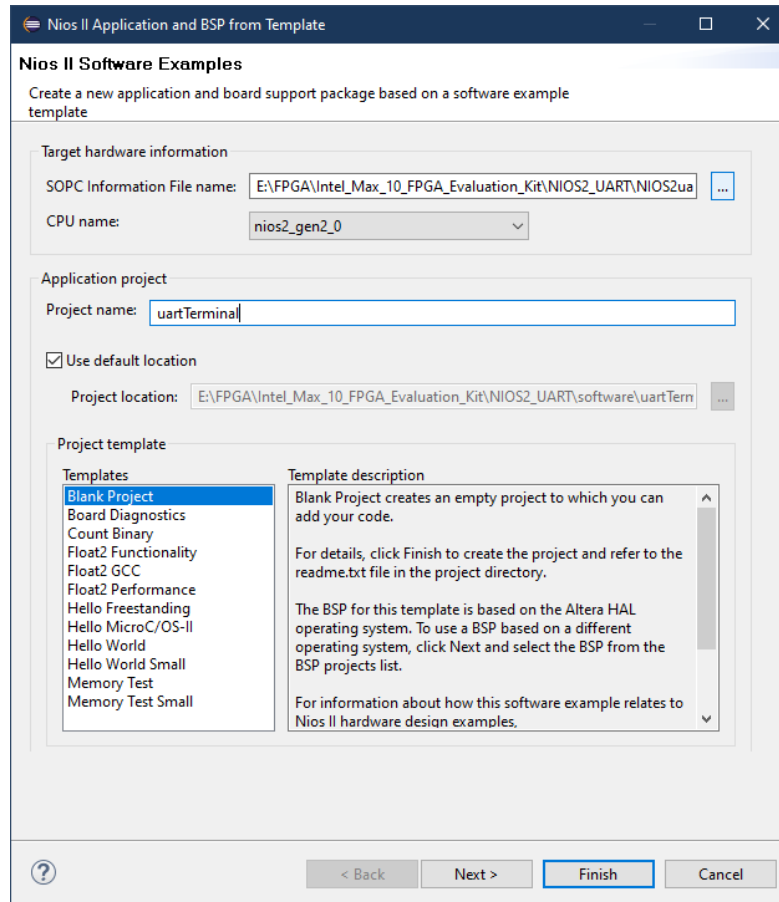 Nios II Application and BSP from Template
Nios II Software Examples
Create a new application and board support package based on a software example
template
Target hardware information
SOPC Information File name: E:\FPGA\Intel_Max_10_FPGA_Evaluation_Kit\NIOS2_UART\NIOS2ua ...
CPU name: nios2_gen2_0
Application project
Project name: uartTerminal
Use default location
Project location: E:\FPGA\Intel_Max_10_FPGA_Evaluation_Kit\NIOS2_UART\software\uartTerm ...
Project template
Templates
Blank Project
Board Diagnostics
Count Binary
Float2 Functionality
Float2 GCC
Float2 Performance
Hello Freestanding
Hello MicroC/OS-II
Hello World
Hello World Small
Memory Test
Memory Test Small
Template description
Blank Project creates an empty project to which you can
add your code.
For details, click Finish to create the project and refer to the
readme.txt file in the project directory.
The BSP for this template is based on the Altera HAL
operating system. To use a BSP based on a different
operating system, click Next and select the BSP from the
BSP projects list.
For information about how this software example relates to
Nios II hardware design examples,
? < Back Next > Finish Cancel